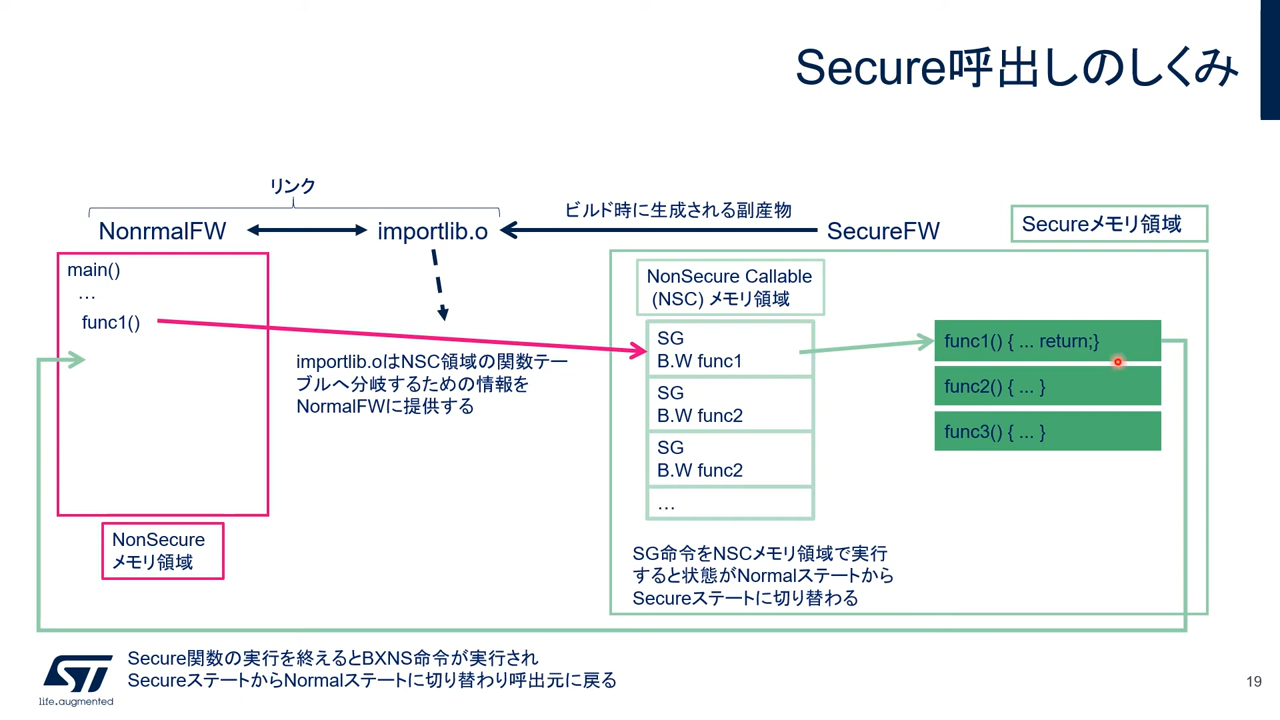 Secure呼出しのしくみ
リンク
NonrmalFW
importlib.o
ビルド時に生成される副産物
SecureFW
Secureメモリ領域
main()
…
func1()
NonSecure
メモリ領域
importlib.oはNSC領域の関数テー
ブルへ分岐するための情報を
NormalFWに提供する
NonSecure Callable
(NSC) メモリ領域
SG
B.W func1
SG
B.W func2
SG
B.W func2
…
func1() { ... return;}
func2() { ... }
func3() { ... }
SG命令をNSCメモリ領域で実行
すると状態がNormalステートから
Secureステートに切り替わる
Secure関数の実行を終えるとBXNS命令が実行され
SecureステートからNormalステートに切り替わり呼出元に戻る
ST
life.augmented
19